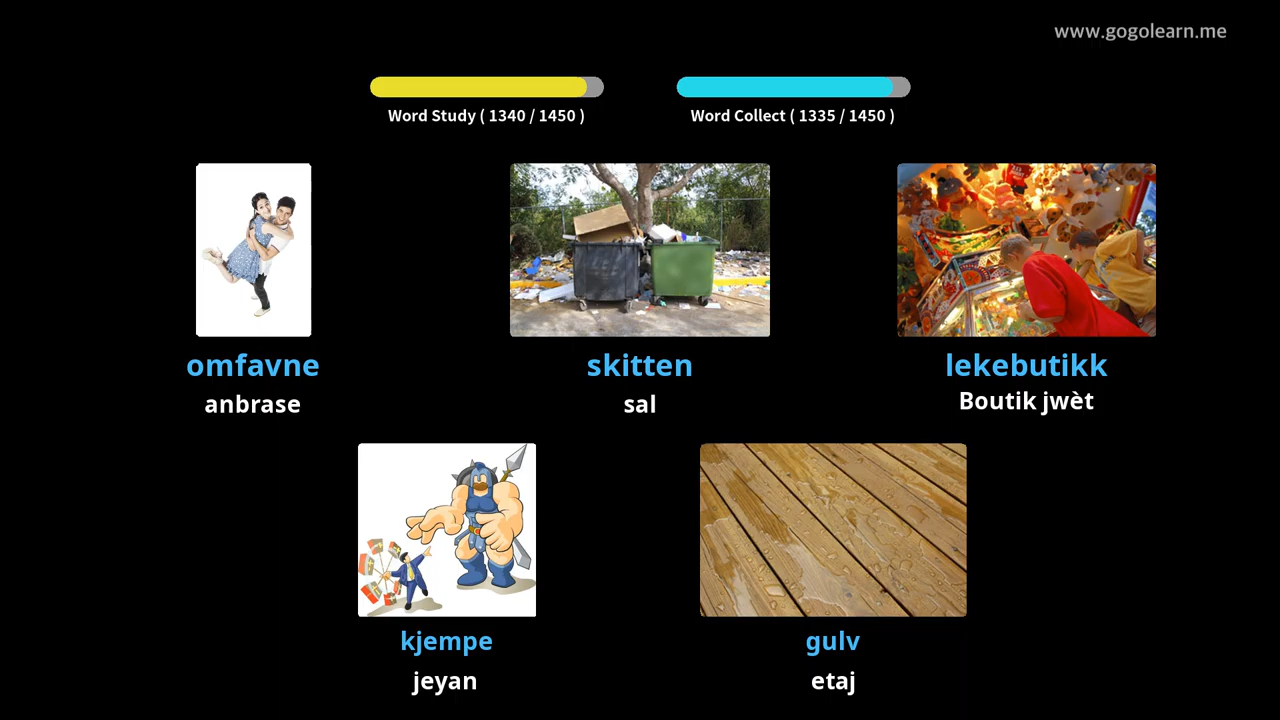 www.gogolearn.me
Word Study ( 1340 / 1450 )
Word Collect ( 1335 / 1450 )
omfavne
skitten
lekebutikk
anbrase
sal
Boutik jwèt
kjempe
gulv
jeyan
etaj